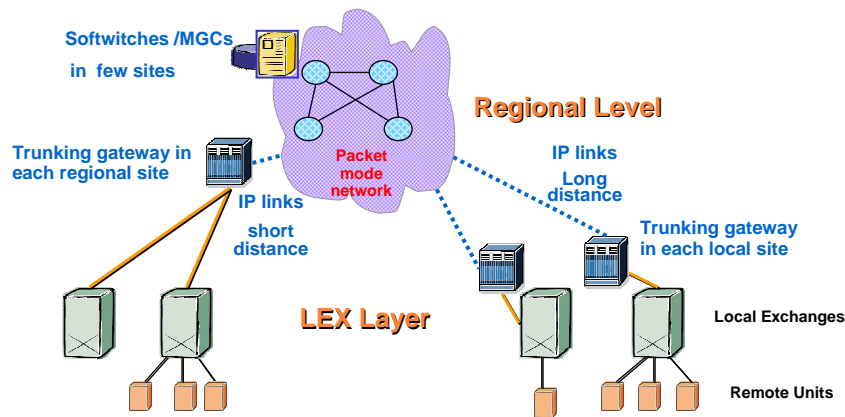 Softwitches /MGCs
in few sites
Regional Level
Trunking gateway in
each regional site
Packet
mode
network
IP links
Long
distance
IP links
short
distance
Trunking gateway
in each local site
LEX Layer
Local Exchanges
Remote Units